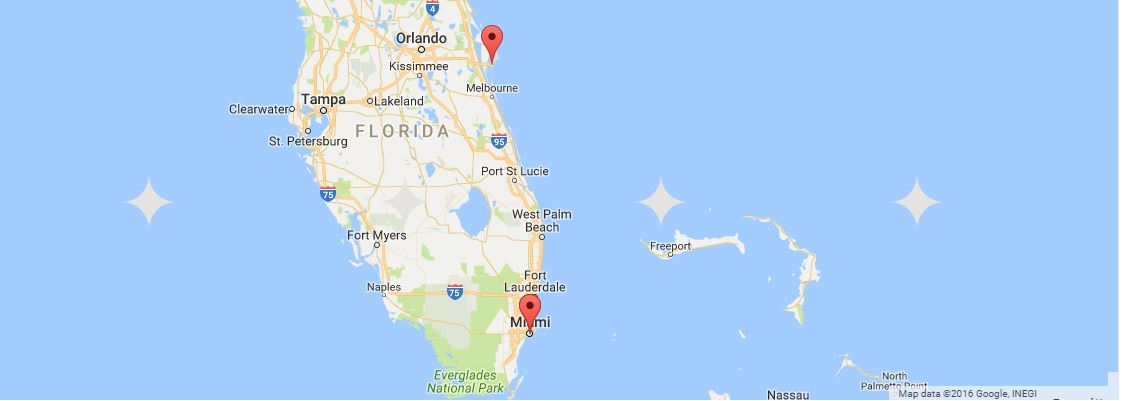 4
Orlando
Kissimmee
Melbourne
Tampa
Lakeland
Clearwater
FLORIDA
St. Petersburg
95
Port St Lucie
75
West Palm
Beach
Fort Myers
Freeport
Fort
Lauderdale
Naples
75
Miami
Everglades
National Park
North
Palmetto Point
Nassau
Map data ©2016 Google, INEGI